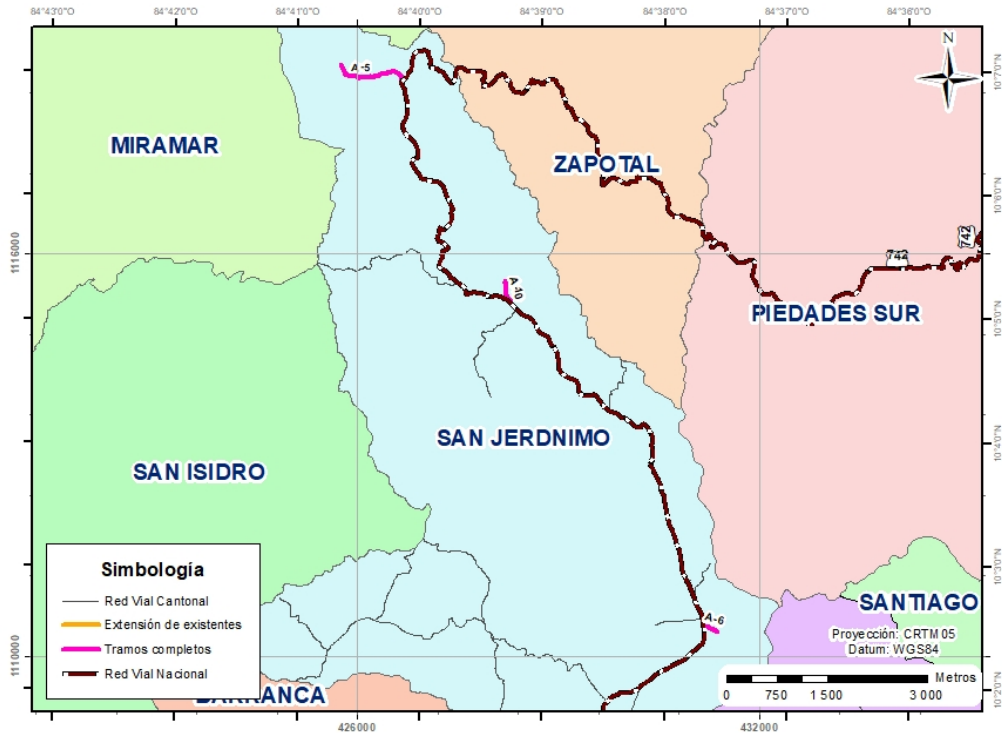 84°43'0"O 84°42'0"O 84°41'0"O 84°40'0"O 84°39'0"O 84°38'0"O 84°37'0"O 84°36'0"O
N
A-5
10°7'0"N
MIRAMAR
ZAPOTAL
10°6'0"N
742
742
1116000
A-10
PIEDADES SUR
10°5'0"N
SAN JERDNIMO
10°4'0"N
SAN ISIDRO
Simbología
Red Vial Cantonal
Extensión de existentes
Tramos completos
Red Vial Nacional
10°3'0"N
SANTIAGO
A-6
Proyección: CRTM05
Datum: WGS84
1110000
Metros
0 750 1 500 3 000
10°2'0"N
BARRANCA
426000 432000